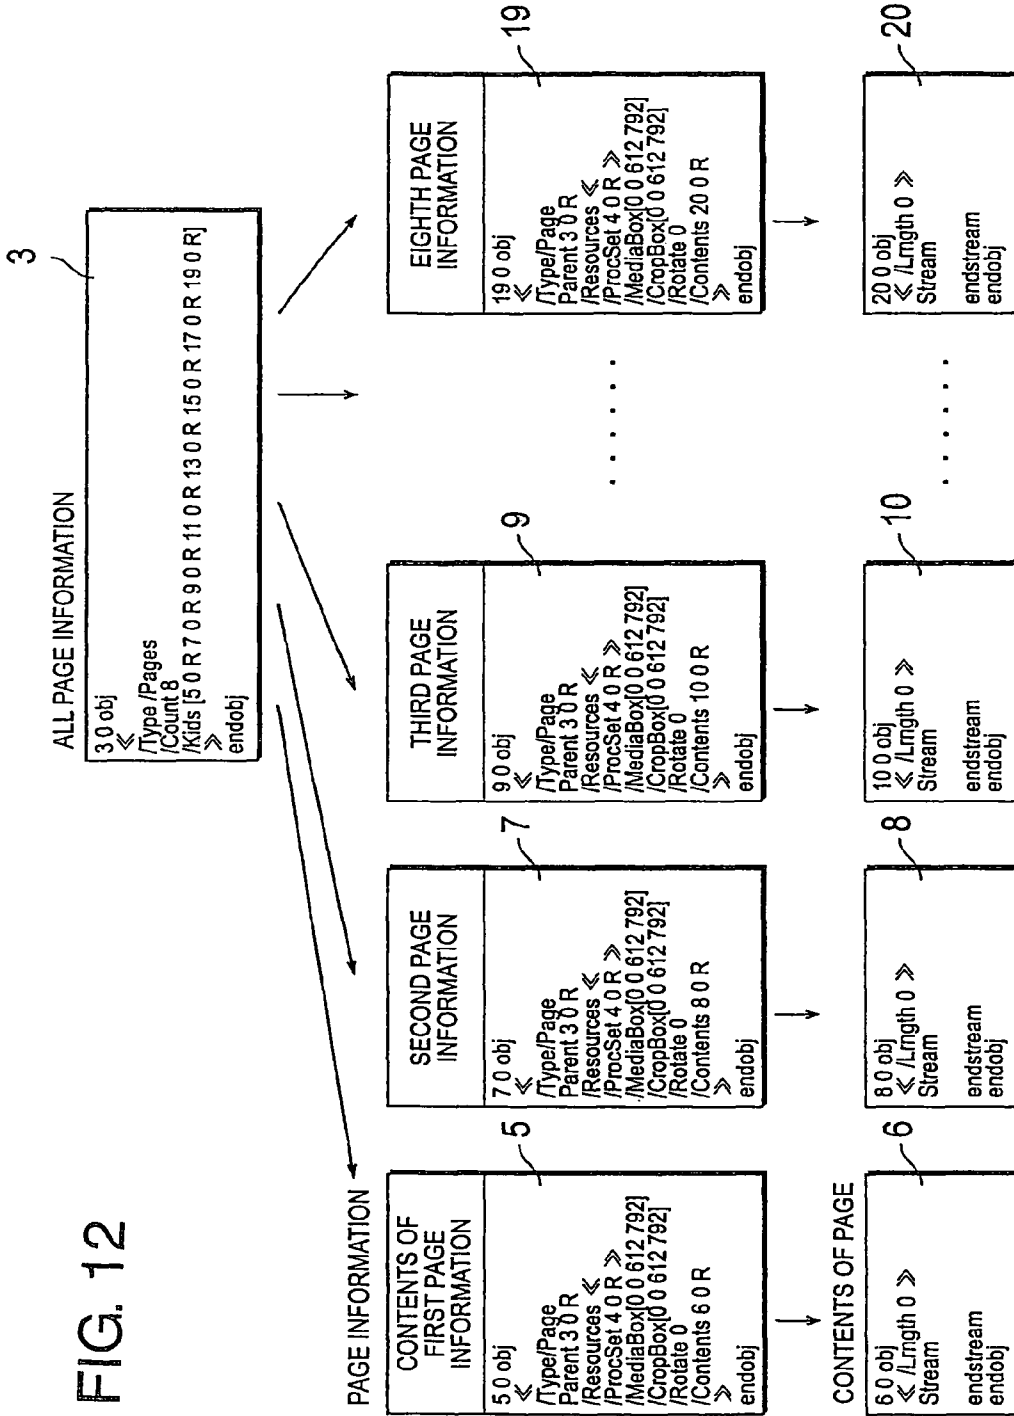 FIG. 12
ALL PAGE INFORMATION
3
3 0 obj
≪
/Type /Pages
/Count 8
/Kids [5 0 R 7 0 R 9 0 R 11 0 R 13 0 R 15 0 R 17 0 R 19 0 R]
≫
endobj
PAGE INFORMATION
CONTENTS OF
FIRST PAGE
INFORMATION
5
5 0 obj
≪
/Type/Page
Parent 3 0 R
/Resources ≪
/ProcSet 4 0 R ≫
/MediaBox[0 0 612 792]
/CropBox[0 0 612 792]
/Rotate 0
/Contents 6 0 R
≫
endobj
SECOND PAGE
INFORMATION
7
7 0 obj
≪
/Type/Page
Parent 3 0 R
/Resources ≪
/ProcSet 4 0 R ≫
/MediaBox[0 0 612 792]
/CropBox[0 0 612 792]
/Rotate 0
/Contents 8 0 R
≫
endobj
THIRD PAGE
INFORMATION
9
9 0 obj
≪
/Type/Page
Parent 3 0 R
/Resources ≪
/ProcSet 4 0 R ≫
/MediaBox[0 0 612 792]
/CropBox[0 0 612 792]
/Rotate 0
/Contents 10 0 R
≫
endobj
......
EIGHTH PAGE
INFORMATION
19
19 0 obj
≪
/Type/Page
Parent 3 0 R
/Resources ≪
/ProcSet 4 0 R ≫
/MediaBox[0 0 612 792]
/CropBox[0 0 612 792]
/Rotate 0
/Contents 20 0 R
≫
endobj
CONTENTS OF PAGE
6
6 0 obj
≪ /Lrngth 0 ≫
Stream
endstream
endobj
8
8 0 obj
≪ /Lrngth 0 ≫
Stream
endstream
endobj
10
10 0 obj
≪ /Lrngth 0 ≫
Stream
endstream
endobj
......
20
20 0 obj
≪ /Lrngth 0 ≫
Stream
endstream
endobj